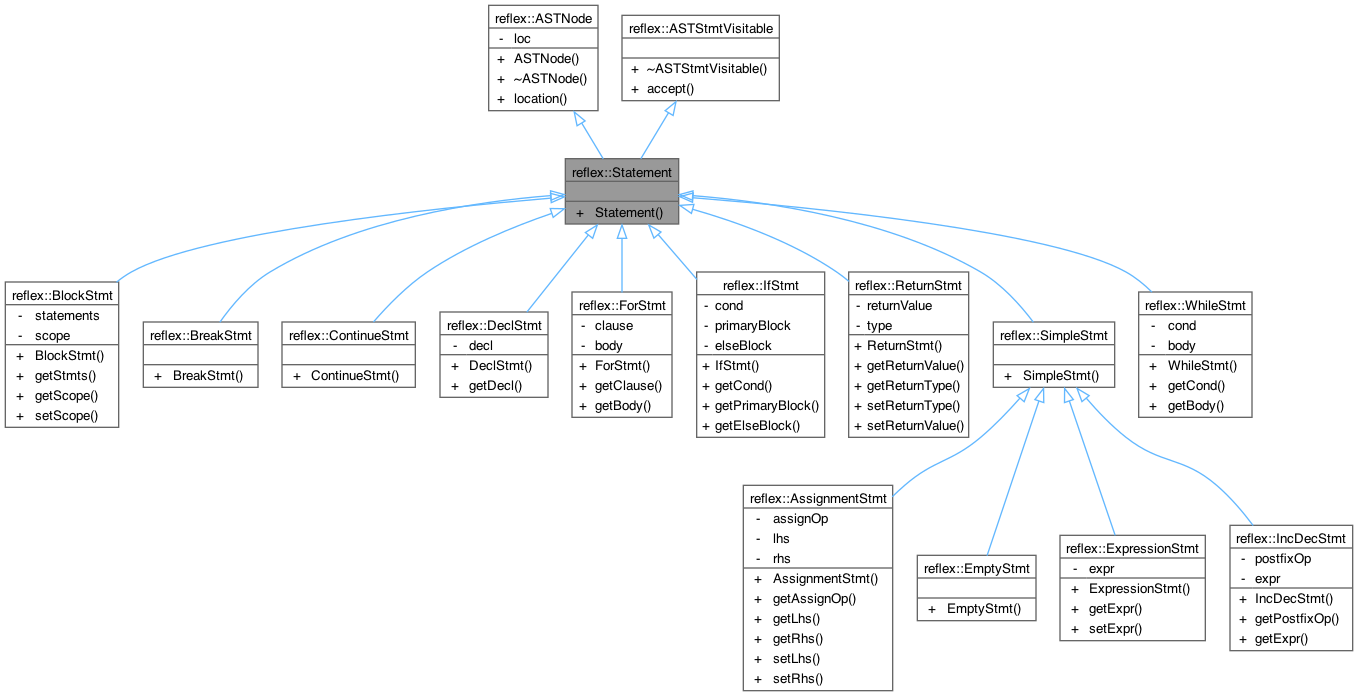 reflex::ASTNode
- loc
+ ASTNode()
+ ~ASTNode()
+ location()
reflex::ASTStmtVisitable
+ ~ASTStmtVisitable()
+ accept()
reflex::Statement
+ Statement()
reflex::BlockStmt
- statements
- scope
+ BlockStmt()
+ getStmts()
+ getScope()
+ setScope()
reflex::BreakStmt
+ BreakStmt()
reflex::ContinueStmt
+ ContinueStmt()
reflex::DeclStmt
- decl
+ DeclStmt()
+ getDecl()
reflex::ForStmt
- clause
- body
+ ForStmt()
+ getClause()
+ getBody()
reflex::IfStmt
- cond
- primaryBlock
- elseBlock
+ IfStmt()
+ getCond()
+ getPrimaryBlock()
+ getElseBlock()
reflex::ReturnStmt
- returnValue
- type
+ ReturnStmt()
+ getReturnValue()
+ getReturnType()
+ setReturnType()
+ setReturnValue()
reflex::SimpleStmt
+ SimpleStmt()
reflex::WhileStmt
- cond
- body
+ WhileStmt()
+ getCond()
+ getBody()
reflex::AssignmentStmt
- assignOp
- lhs
- rhs
+ AssignmentStmt()
+ getAssignOp()
+ getLhs()
+ getRhs()
+ setLhs()
+ setRhs()
reflex::EmptyStmt
+ EmptyStmt()
reflex::ExpressionStmt
- expr
+ ExpressionStmt()
+ getExpr()
+ setExpr()
reflex::IncDecStmt
- postfixOp
- expr
+ IncDecStmt()
+ getPostfixOp()
+ getExpr()